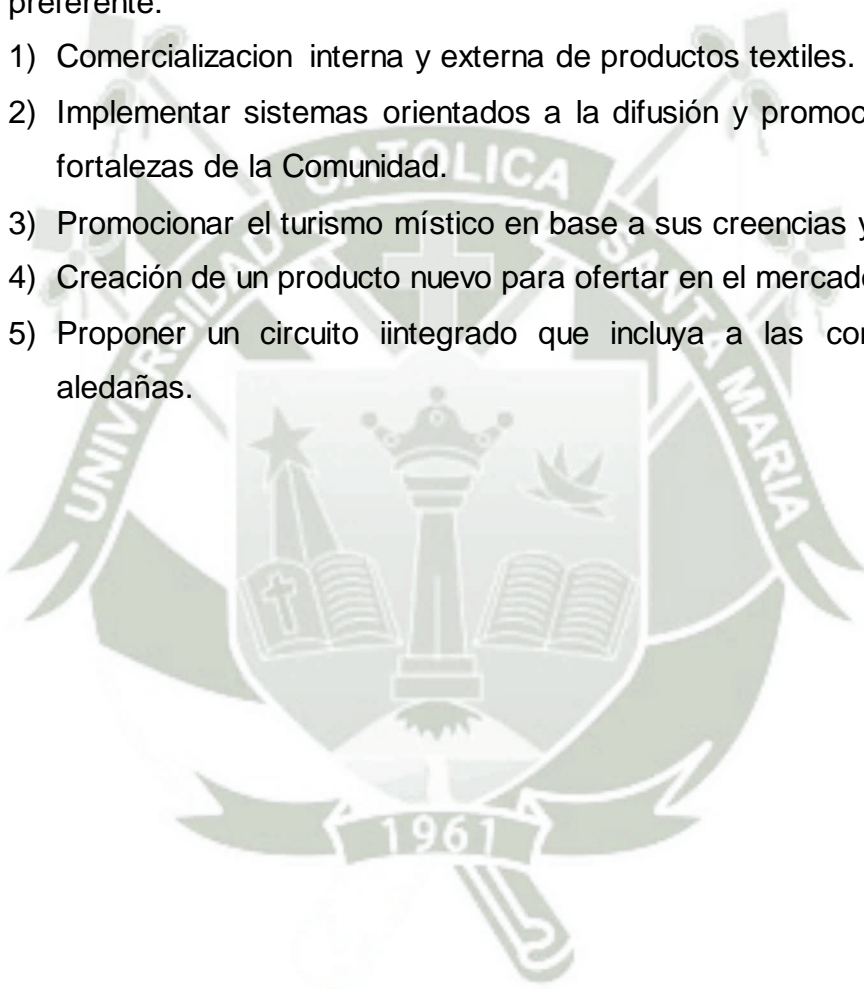 preferente.
1) Comercializacion interna y externa de productos textiles.
2) Implementar sistemas orientados a la difusión y
fortalezas de la Comunidad.
3) Promocionar el turismo místico en base a sus creencias y
4) Creación de un producto nuevo para ofertar en el mercado
5) Proponer un circuito iintegrado que incluya a las
aledañas.
UNIVERSIDAD CATOLICA SANTA MARIA
1961